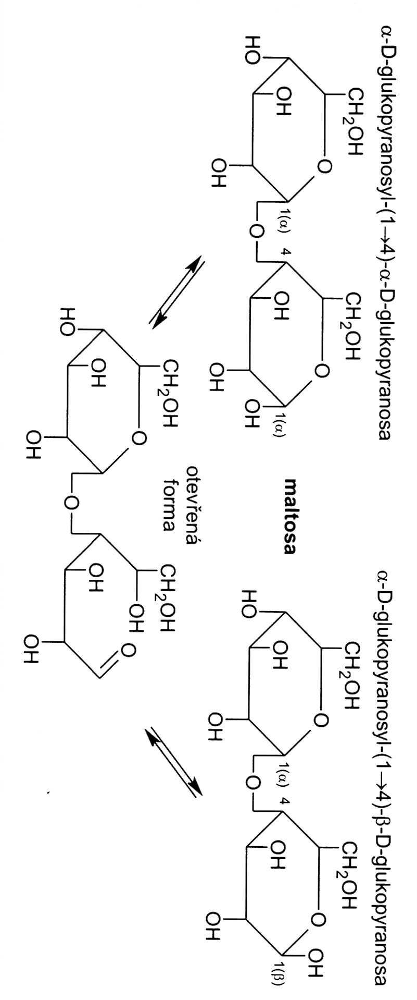 α-D-glukopyranosyl-(1→4)-α-D-glukopyranosa
α-D-glukopyranosyl-(1→4)-β-D-glukopyranosa
CH₂OH
O
HO
OH
OH
1(α)
O
4
CH₂OH
O
OH
OH
OH
1(α)
maltosa
CH₂OH
O
HO
OH
OH
1(α)
O
4
CH₂OH
O
OH
OH
OH
1(β)
otevřená
forma
CH₂OH
O
HO
OH
OH
O
CH₂OH
OH
OH
OH
O